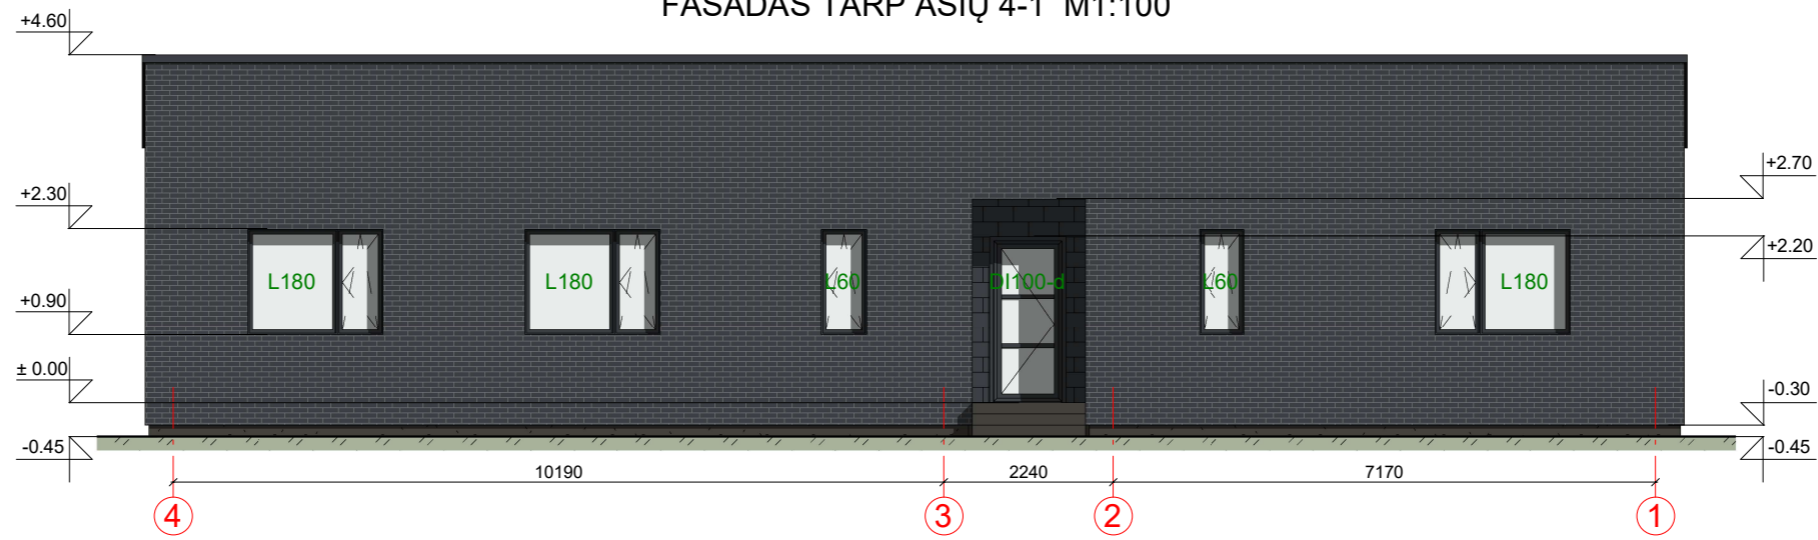 FASADAS TARP AŠIŲ 4-1 M1:100
+4.60
+2.70
+2.30
+2.20
L180
L180
L60
DI100-d
L60
L180
+0.90
± 0.00
-0.30
-0.45
-0.45
10190
2240
7170
4
3
2
1